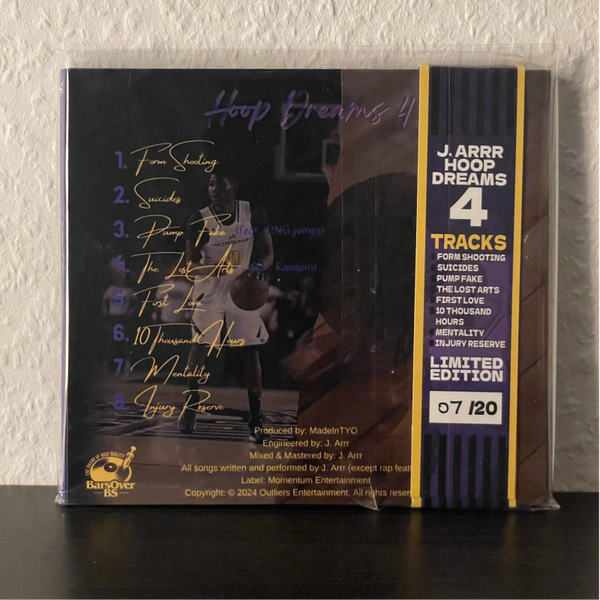 Hoop Dreams 4
1. Form Shooting
2. Suicides
3. Pump Fake (feat. KING jvmes)
4. The Lost Arts Ransom)
5. First Love
6. 10 Thousand Hours
7. Mentality
8. Injury Reserve
Produced by: MadeInTYO
Engineered by: J. Arrr
Mixed & Mastered by: J. Arrr
All songs written and performed by J. Arrr (except rap feat
Label: Momentum Entertainment
Copyright: © 2024 Outliers Entertainment. All rights reser
BarsOver
BS
J. ARRR
HOOP
DREAMS
4
TRACKS
FORM SHOOTING
SUICIDES
PUMP FAKE
THE LOST ARTS
FIRST LOVE
10 THOUSAND
HOURS
MENTALITY
INJURY RESERVE
LIMITED
EDITION
07 /20